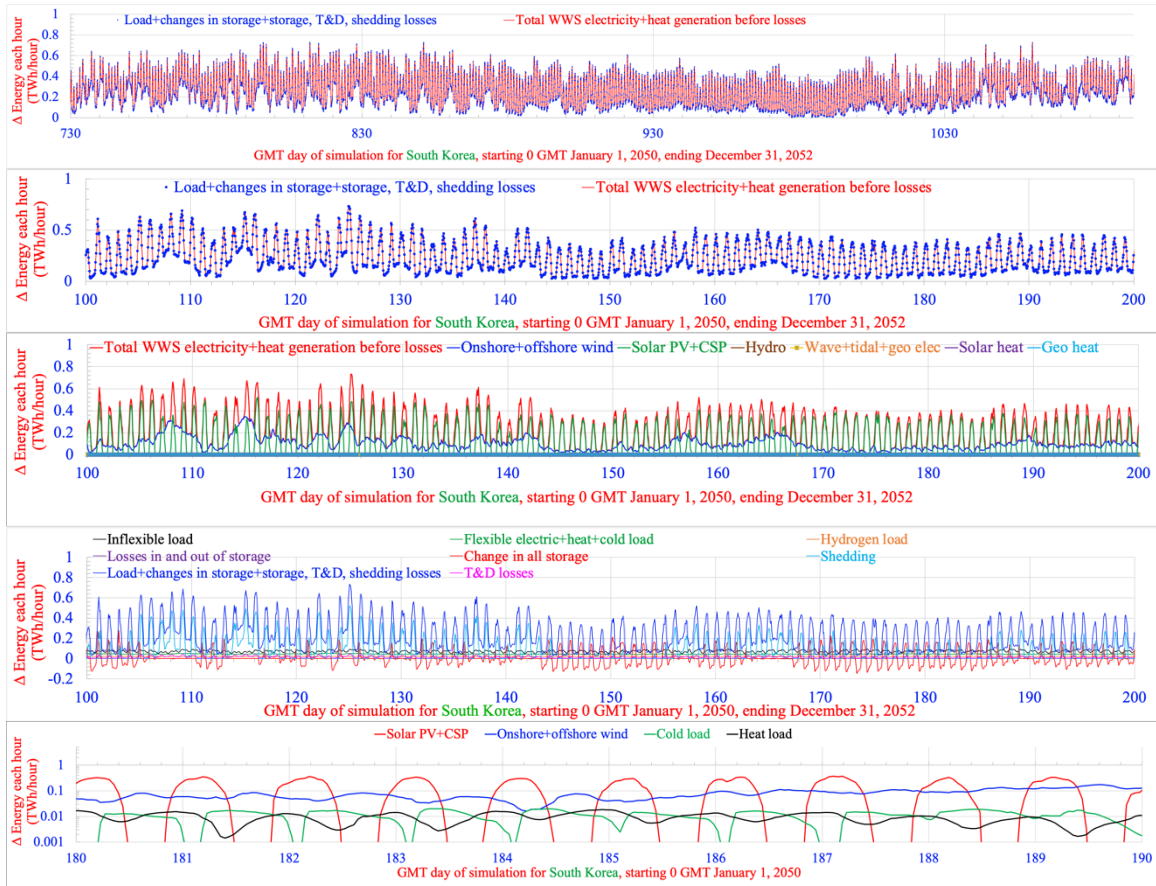 Load+changes in storage+storage, T&D, shedding losses Total WWS electricity+heat generation before losses
Δ Energy each hour
(TWh/hour)
1
0.8
0.6
0.4
0.2
0
730 830 930 1030
GMT day of simulation for South Korea, starting 0 GMT January 1, 2050, ending December 31, 2052
Load+changes in storage+storage, T&D, shedding losses Total WWS electricity+heat generation before losses
Δ Energy each hour
(TWh/hour)
1
0.5
0
100 110 120 130 140 150 160 170 180 190 200
GMT day of simulation for South Korea, starting 0 GMT January 1, 2050, ending December 31, 2052
Total WWS electricity+heat generation before losses Onshore+offshore wind Solar PV+CSP Hydro Wave+tidal+geo elec Solar heat Geo heat
Δ Energy each hour
(TWh/hour)
1
0.8
0.6
0.4
0.2
0
100 110 120 130 140 150 160 170 180 190 200
GMT day of simulation for South Korea, starting 0 GMT January 1, 2050, ending December 31, 2052
Inflexible load Flexible electric+heat+cold load Hydrogen load
Losses in and out of storage Change in all storage Shedding
Load+changes in storage+storage, T&D, shedding losses T&D losses
Δ Energy each hour
(TWh/hour)
1
0.8
0.6
0.4
0.2
0
-0.2
100 110 120 130 140 150 160 170 180 190 200
GMT day of simulation for South Korea, starting 0 GMT January 1, 2050, ending December 31, 2052
Solar PV+CSP Onshore+offshore wind Cold load Heat load
Δ Energy each hour
(TWh/hour)
1
0.1
0.01
0.001
180 181 182 183 184 185 186 187 188 189 190
GMT day of simulation for South Korea, starting 0 GMT January 1, 2050